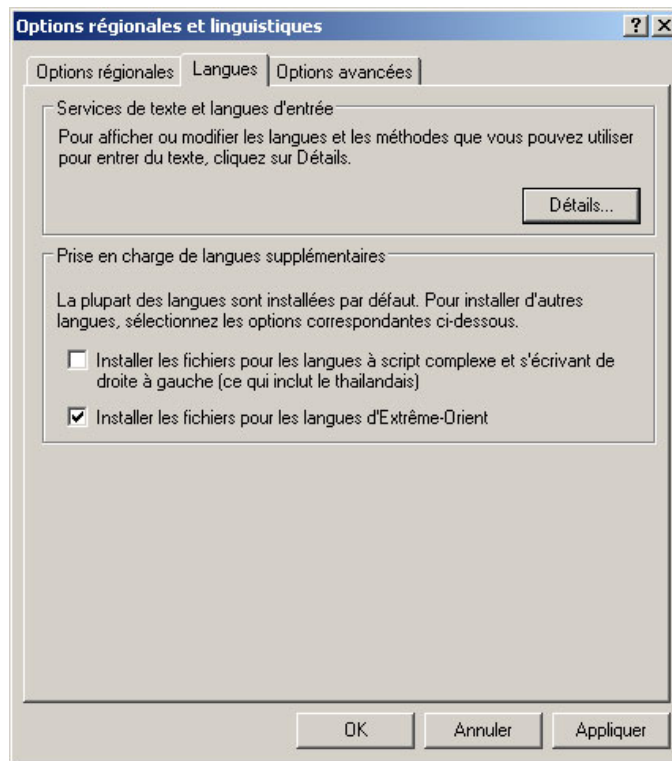 Options régionales et linguistiques
Options régionales
Langues
Options avancées
Services de texte et langues d'entrée
Pour afficher ou modifier les langues et les méthodes que vous pouvez utiliser
pour entrer du texte, cliquez sur Détails.
Détails...
Prise en charge de langues supplémentaires
La plupart des langues sont installées par défaut. Pour installer d'autres
langues, sélectionnez les options correspondantes ci-dessous.
Installer les fichiers pour les langues à script complexe et s'écrivant de
droite à gauche (ce qui inclut le thaïlandais)
Installer les fichiers pour les langues d'Extrême-Orient
OK
Annuler
Appliquer